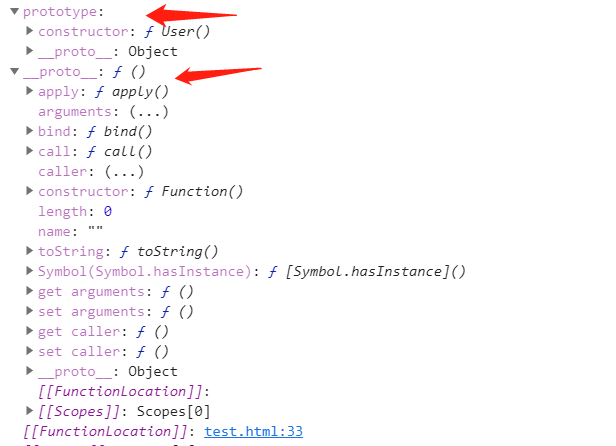 prototype:
constructor: ƒ User()
__proto__: Object
__proto__: ƒ ()
apply: ƒ apply()
arguments: (...)
bind: ƒ bind()
call: ƒ call()
caller: (...)
constructor: ƒ Function()
length: 0
name: ""
toString: ƒ toString()
Symbol(Symbol.hasInstance): ƒ [Symbol.hasInstance]()
get arguments: ƒ ()
set arguments: ƒ ()
get caller: ƒ ()
set caller: ƒ ()
__proto__: Object
[[FunctionLocation]]:
[[Scopes]]: Scopes[0]
[[FunctionLocation]]: test.html:33